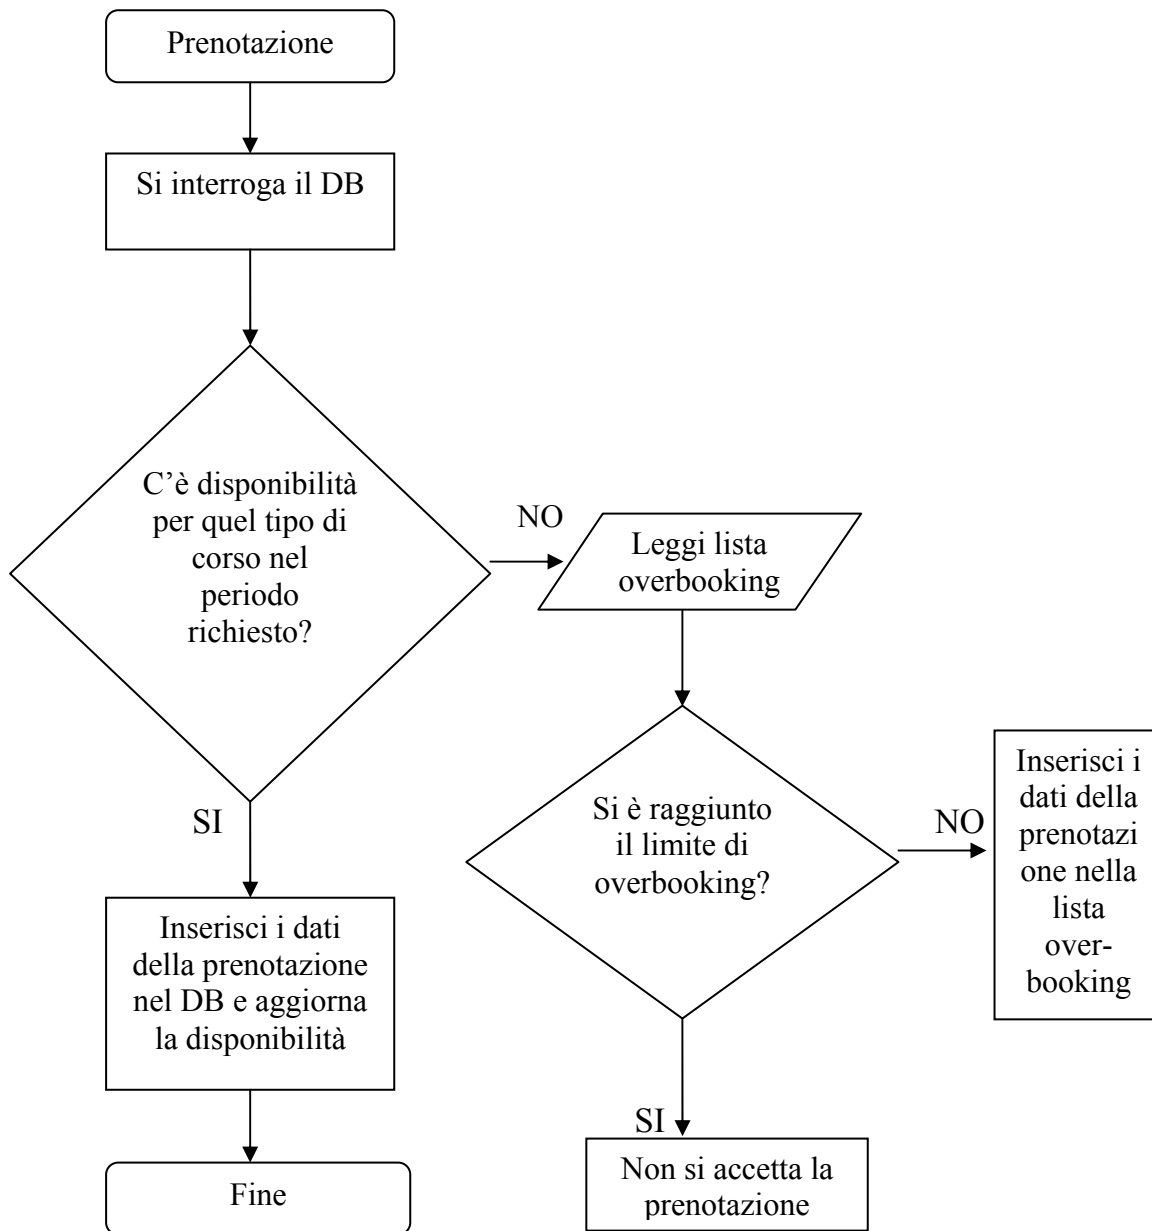 Prenotazione
Si interroga il DB
C'è disponibilità
per quel tipo di
corso nel
periodo
richiesto?
NO
Leggi lista
overbooking
SI
Inserisci i dati
della prenotazione
nel DB e aggiorna
la disponibilità
Fine
Si è raggiunto
il limite di
overbooking?
NO
Inserisci i
dati della
prenotazi
one nella
lista
over-
booking
SI
Non si accetta la
prenotazione